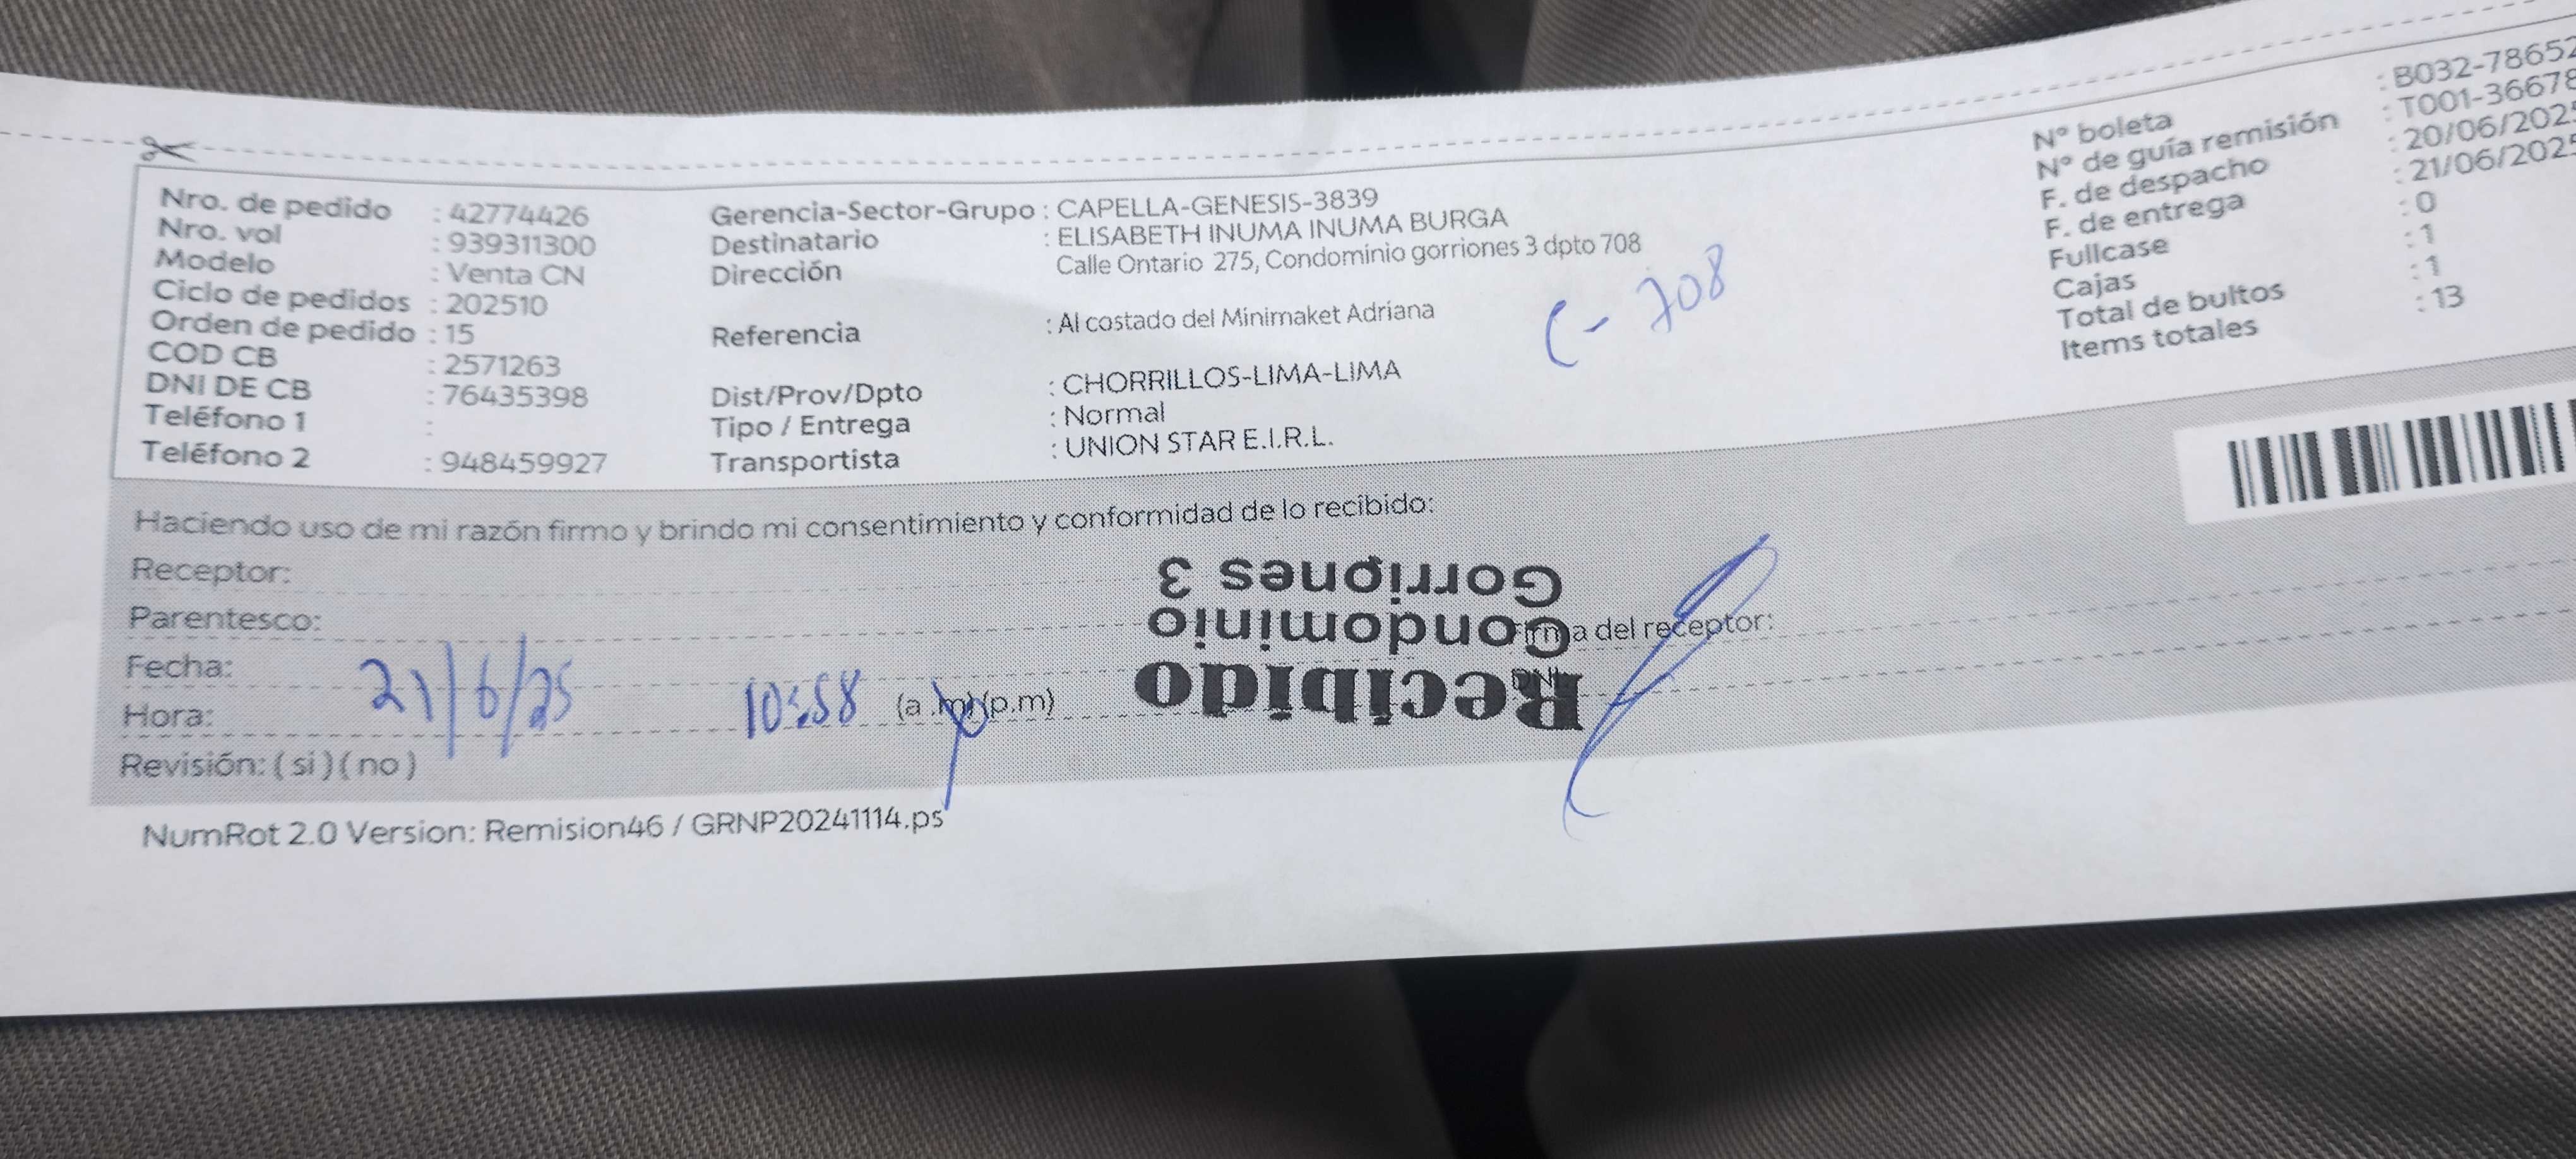 Nro. de pedido : 42774426
Nro. vol : 939311300
Modelo : Venta CN
Ciclo de pedidos : 202510
Orden de pedido : 15
COD CB : 2571263
DNI DE CB : 76435398
Teléfono 1 :
Teléfono 2 : 948459927
Gerencia-Sector-Grupo : CAPELLA-GENESIS-3839
Destinatario : ELISABETH INUMA INUMA BURGA
Dirección Calle Ontario 275, Condominio gorriones 3 dpto 708
Referencia : Al costado del Minimaket Adriana
C- 708
Dist/Prov/Dpto : CHORRILLOS-LIMA-LIMA
Tipo / Entrega : Normal
Transportista : UNION STAR E.I.R.L.
N° boleta : B032-78652
N° de guía remisión : T001-36678
F. de despacho : 20/06/202
F. de entrega : 21/06/202
Fullcase : 0
Cajas : 1
Total de bultos : 1
Items totales : 13
Haciendo uso de mi razón firmo y brindo mi consentimiento y conformidad de lo recibido:
Receptor:
Parentesco:
Fecha: 21/6/25
Hora: 10:58 (a .m) (p.m)
Revisión: ( si ) ( no )
Firma del receptor:
DNI:
Recibido
Condominio
Gorriones 3
NumRot 2.0 Version: Remision46 / GRNP20241114.ps